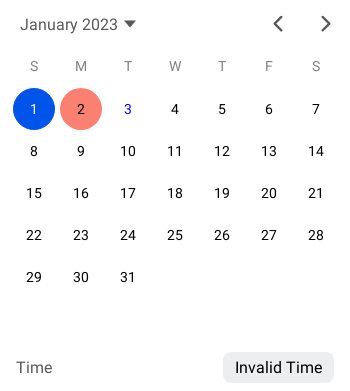 January 2023
S M T W T F S
1 2 3 4 5 6 7
8 9 10 11 12 13 14
15 16 17 18 19 20 21
22 23 24 25 26 27 28
29 30 31
Time Invalid Time